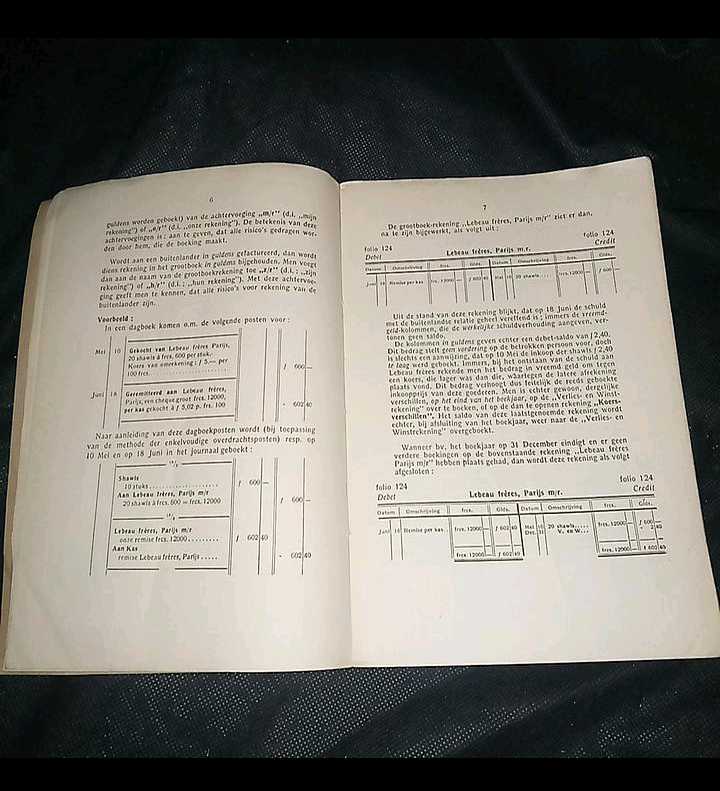 6
guldens worden geboekt) van de achtervoeging „m/r” (d.i. „mijn
rekening”) of „o/r” (d.i. „onze rekening”). De betekenis van deze
achtervoegingen is: aan te geven, dat alle risico's gedragen wor-
den door hem, die de boeking maakt.
Wordt aan een buitenlander in guldens gefactureerd, dan wordt
diens rekening in het grootboek in guldens bijgehouden. Men voegt
dan aan de naam van de grootboekrekening toe „z/r” (d.i.: „zijn
rekening”) of „h/r” (d.i.: „hun rekening”). Met deze achtervoe-
ging geeft men te kennen, dat alle risico's voor rekening van de
buitenlander zijn.
Voorbeeld:
In een dagboek komen o.m. de volgende posten voor:
Mei 10 Gekocht van Lebeau frères Parijs,
20 shawls à frcs. 600 per stuk.
Koers van omrekening: f 5.— per
100 frcs. f 600 —
Juni 18 Geremitteerd aan Lebeau frères,
Parijs, een cheque groot frcs. 12000,
per kas gekocht à f 5,02 p. frcs. 100 - 602 40
Naar aanleiding van deze dagboekposten wordt (bij toepassing
van de methode der enkelvoudige overdrachtsposten) resp. op
10 Mei en op 18 Juni in het journaal geboekt:
Shawls
10 stuks f 600 —
Aan Lebeau frères, Parijs m/r
20 shawls à frcs. 600 = frcs. 12000 f 600 —
Lebeau frères, Parijs m/r
onze remise frcs. 12000 f 602 40
Aan Kas
remise Lebeau frères, Parijs - 602 40
7
De grootboek-rekening „Lebeau frères, Parijs m/r” ziet er dan,
na te zijn bijgewerkt, als volgt uit:
folio 124 folio 124
Debet Lebeau frères, Parijs m/r. Credit
Datum Omschrijving frcs. Glds. Datum Omschrijving frcs. Glds.
Juni 18 Remise per kas frcs. 12000 — f 602 40 Mei 10 20 shawls frcs. 12000 — f 600 —
Uit de stand van deze rekening blijkt, dat op 18 Juni de schuld
met de buitenlandse relatie geheel vereffend is; immers de vreemd-
geld-kolommen, die de werkelijke schuldverhouding aangeven, ver-
tonen geen saldo.
De kolommen in guldens geven echter een debet-saldo van f 2,40.
Dit bedrag stelt geen vordering op de betrokken persoon voor, doch
is slechts een aanwijzing, dat op 10 Mei de inkoop der shawls f 2,40
te laag werd geboekt. Immers, bij het ontstaan van de schuld aan
Lebeau frères rekende men het bedrag in vreemd geld om tegen
een koers, die lager was dan die, waartegen de latere afrekening
plaats vond. Dit bedrag verhoogt dus feitelijk de reeds geboekte
inkoopprijs van deze goederen. Men is echter gewoon, dergelijke
verschillen, op het eind van het boekjaar, op de „Verlies- en Winst-
rekening” over te boeken, of op de dan te openen rekening „Koers-
verschillen”. Het saldo van deze laatstgenoemde rekening wordt
echter, bij afsluiting van het boekjaar, weer naar de „Verlies- en
Winstrekening” overgeboekt.
Wanneer bv. het boekjaar op 31 December eindigt en er geen
verdere boekingen op de bovenstaande rekening „Lebeau frères
Parijs m/r” hebben plaats gehad, dan wordt deze rekening als volgt
afgesloten:
folio 124 folio 124
Debet Lebeau frères, Parijs m/r. Credit
Datum Omschrijving frcs. Glds. Datum Omschrijving frcs. Glds.
Juni 18 Remise per kas frcs. 12000 — f 602 40 Mei 10 20 shawls frcs. 12000 — f 600 —
Dec. 31 V. en W. - 2 40
frcs. 12000 — f 602 40 frcs. 12000 — f 602 40